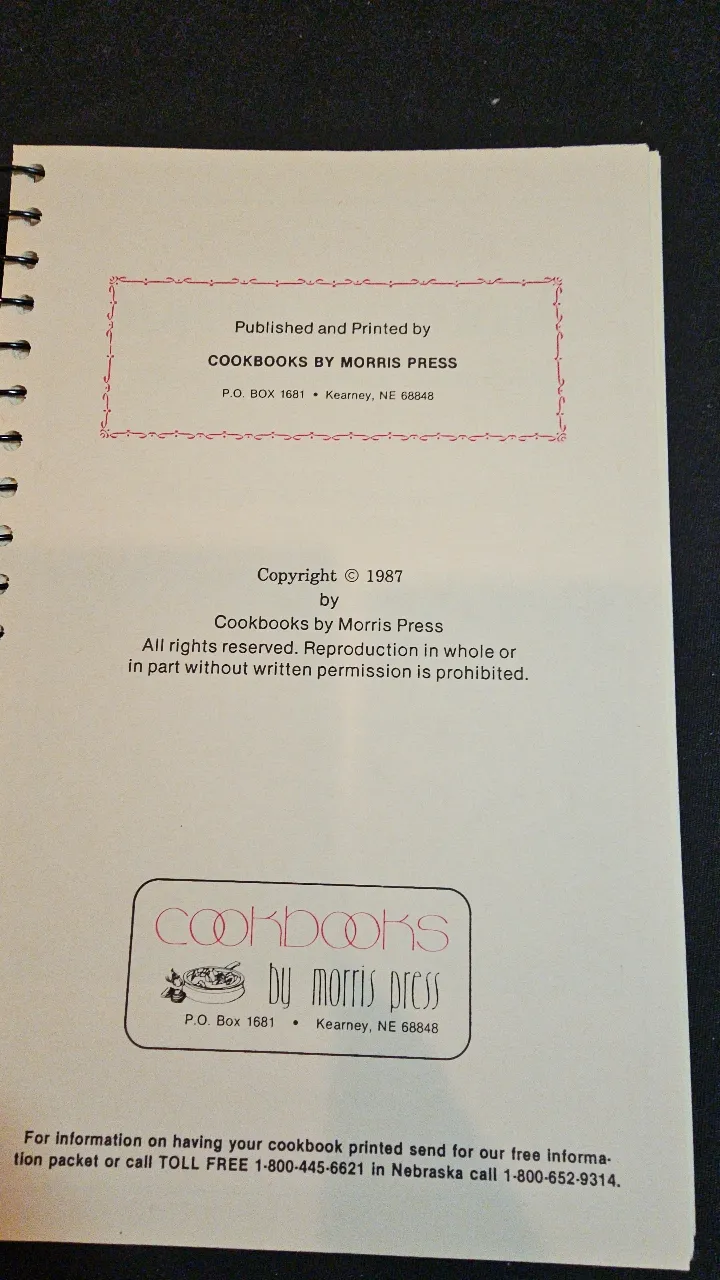 Published and Printed by
COOKBOOKS BY MORRIS PRESS
P.O. BOX 1681 • Kearney, NE 68848
Copyright © 1987
by
Cookbooks by Morris Press
All rights reserved. Reproduction in whole or
in part without written permission is prohibited.
cookbooks
by morris press
P.O. Box 1681 • Kearney, NE 68848
For information on having your cookbook printed send for our free informa-
tion packet or call TOLL FREE 1-800-445-6621 in Nebraska call 1-800-652-9314.